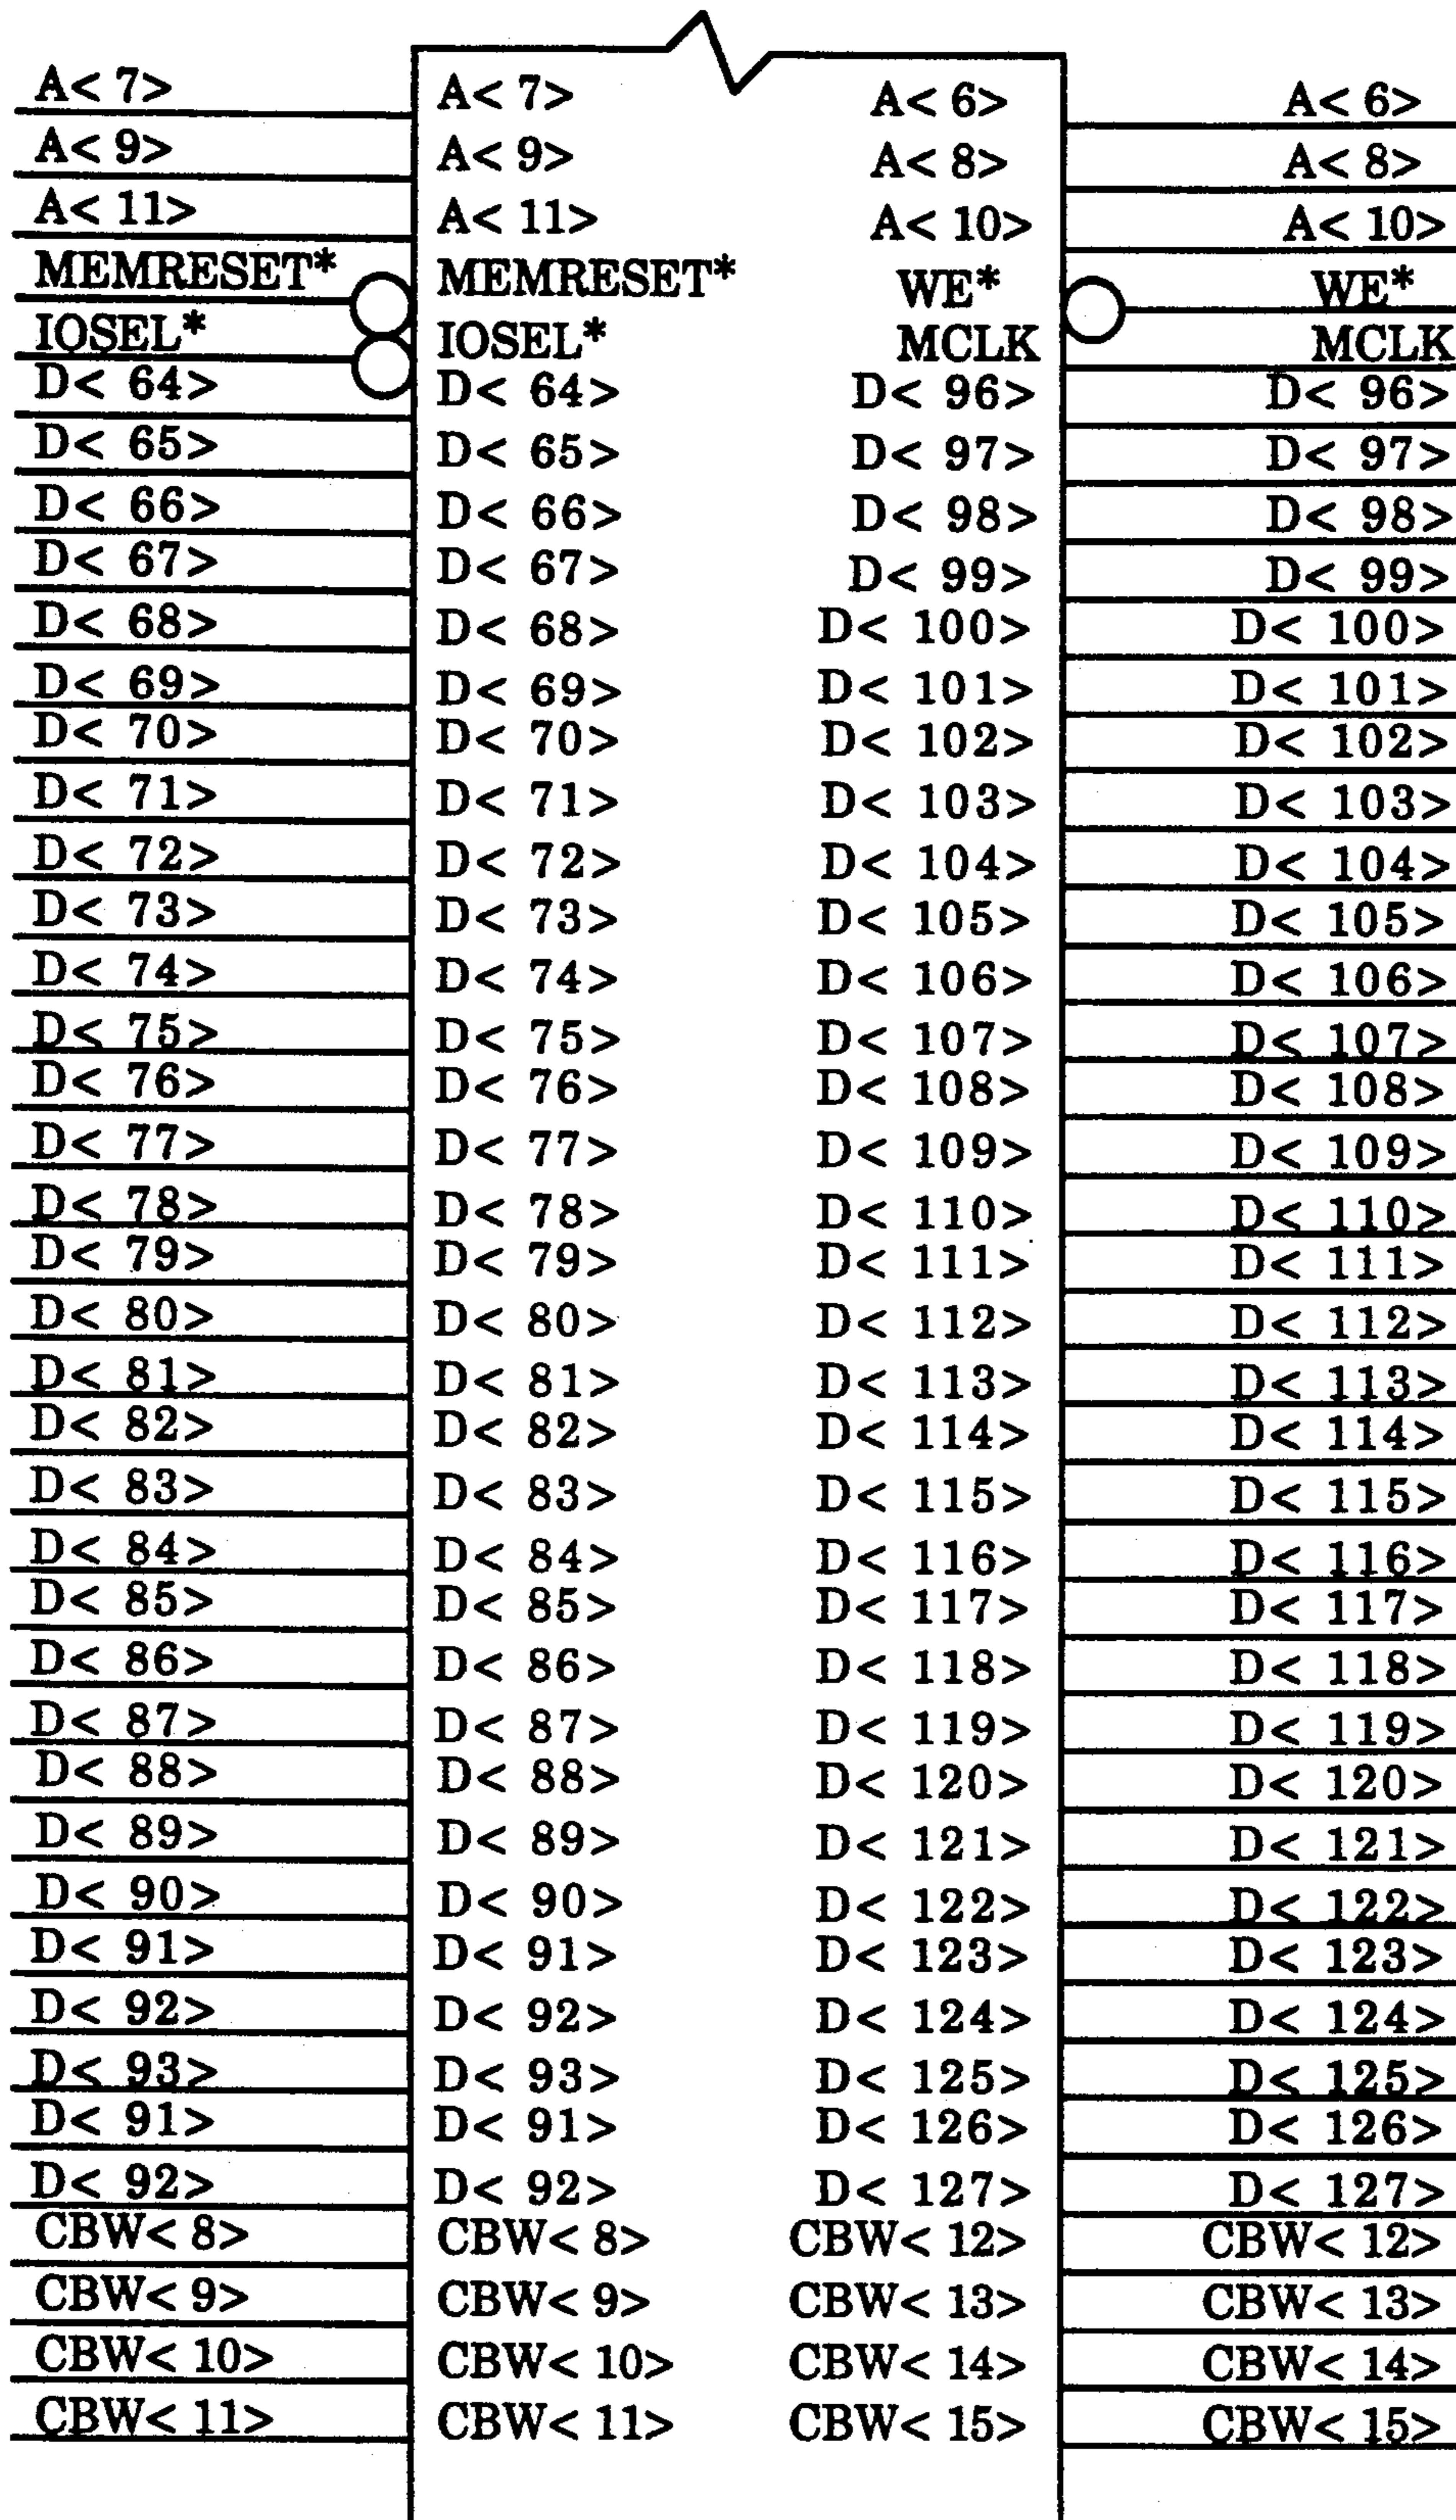 A< 7> A< 7> A< 6> A< 6>
A< 9> A< 9> A< 8> A< 8>
A< 11> A< 11> A< 10> A< 10>
MEMRESET* MEMRESET* WE* WE*
IOSEL* IOSEL* MCLK MCLK
D< 64> D< 64> D< 96> D< 96>
D< 65> D< 65> D< 97> D< 97>
D< 66> D< 66> D< 98> D< 98>
D< 67> D< 67> D< 99> D< 99>
D< 68> D< 68> D< 100> D< 100>
D< 69> D< 69> D< 101> D< 101>
D< 70> D< 70> D< 102> D< 102>
D< 71> D< 71> D< 103> D< 103>
D< 72> D< 72> D< 104> D< 104>
D< 73> D< 73> D< 105> D< 105>
D< 74> D< 74> D< 106> D< 106>
D< 75> D< 75> D< 107> D< 107>
D< 76> D< 76> D< 108> D< 108>
D< 77> D< 77> D< 109> D< 109>
D< 78> D< 78> D< 110> D< 110>
D< 79> D< 79> D< 111> D< 111>
D< 80> D< 80> D< 112> D< 112>
D< 81> D< 81> D< 113> D< 113>
D< 82> D< 82> D< 114> D< 114>
D< 83> D< 83> D< 115> D< 115>
D< 84> D< 84> D< 116> D< 116>
D< 85> D< 85> D< 117> D< 117>
D< 86> D< 86> D< 118> D< 118>
D< 87> D< 87> D< 119> D< 119>
D< 88> D< 88> D< 120> D< 120>
D< 89> D< 89> D< 121> D< 121>
D< 90> D< 90> D< 122> D< 122>
D< 91> D< 91> D< 123> D< 123>
D< 92> D< 92> D< 124> D< 124>
D< 93> D< 93> D< 125> D< 125>
D< 91> D< 91> D< 126> D< 126>
D< 92> D< 92> D< 127> D< 127>
CBW< 8> CBW< 8> CBW< 12> CBW< 12>
CBW< 9> CBW< 9> CBW< 13> CBW< 13>
CBW< 10> CBW< 10> CBW< 14> CBW< 14>
CBW< 11> CBW< 11> CBW< 15> CBW< 15>